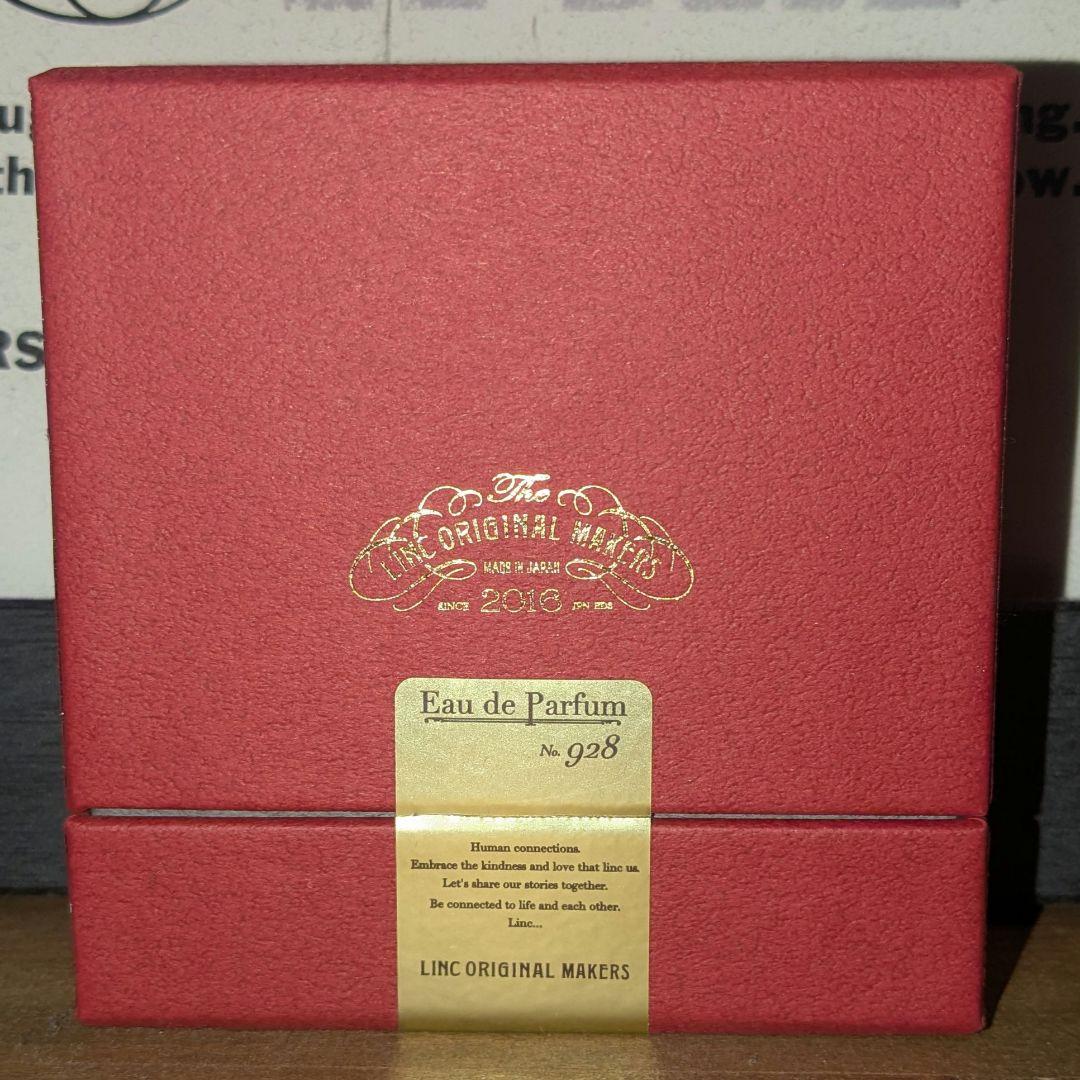 The
LINC ORIGINAL MAKERS
MADE IN JAPAN
SINCE 2016 JPN EDS
Eau de Parfum
No. 928
Human connections.
Embrace the kindness and love that linc us.
Let's share our stories together.
Be connected to life and each other.
Linc...
LINC ORIGINAL MAKERS